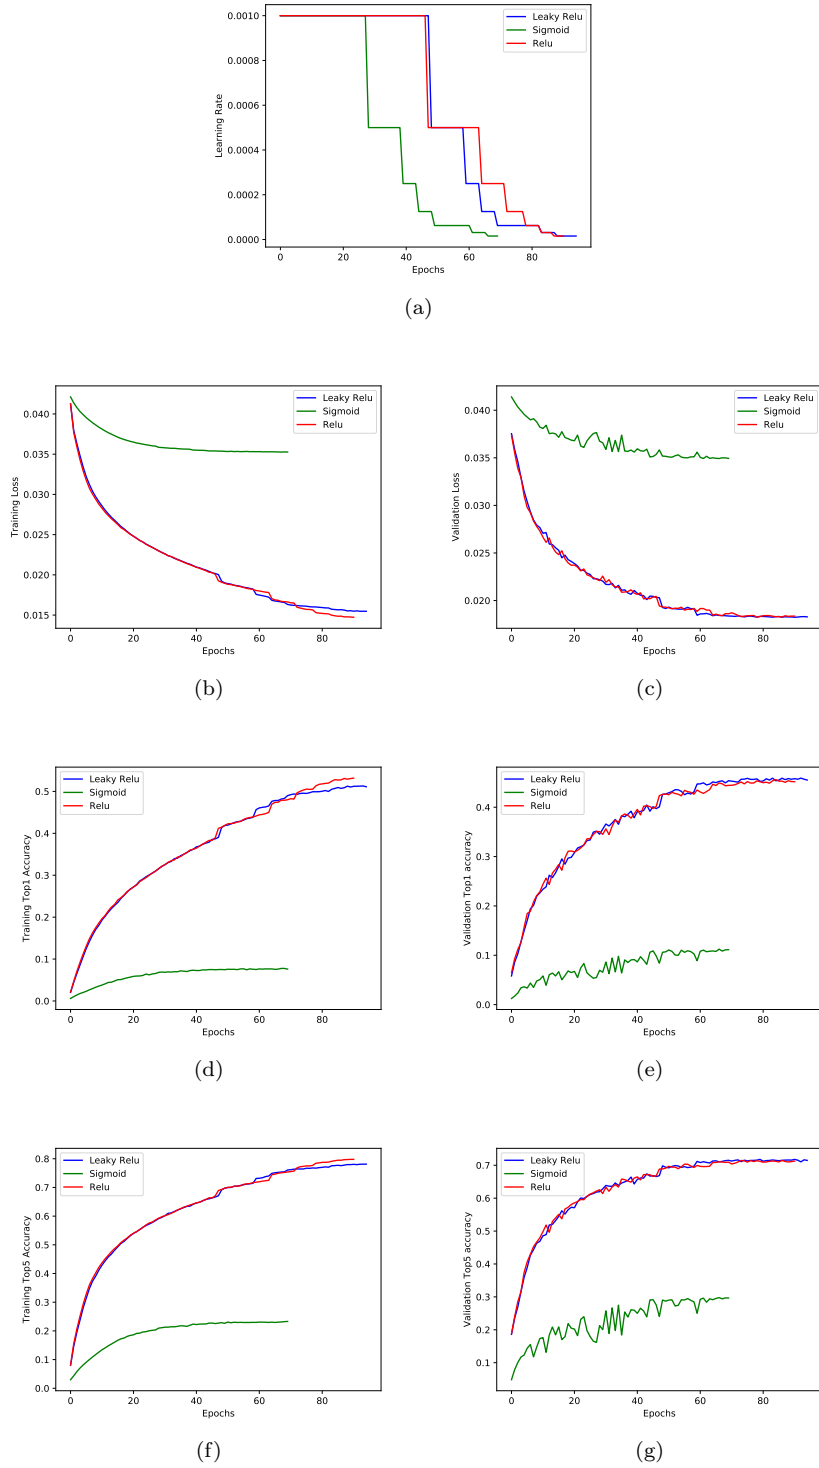 0.0010
0.0008
0.0006
0.0004
0.0002
0.0000
Learning Rate
0 20 40 60 80
Epochs
Leaky Relu
Sigmoid
Relu
(a)
0.040
0.035
0.030
0.025
0.020
0.015
Training Loss
0 20 40 60 80
Epochs
Leaky Relu
Sigmoid
Relu
(b)
0.040
0.035
0.030
0.025
0.020
Validation Loss
0 20 40 60 80
Epochs
Leaky Relu
Sigmoid
Relu
(c)
0.5
0.4
0.3
0.2
0.1
0.0
Training Top1 Accuracy
0 20 40 60 80
Epochs
Leaky Relu
Sigmoid
Relu
(d)
0.4
0.3
0.2
0.1
0.0
Validation Top1 accuracy
0 20 40 60 80
Epochs
Leaky Relu
Sigmoid
Relu
(e)
0.8
0.7
0.6
0.5
0.4
0.3
0.2
0.1
0.0
Training Top5 Accuracy
0 20 40 60 80
Epochs
Leaky Relu
Sigmoid
Relu
(f)
0.7
0.6
0.5
0.4
0.3
0.2
0.1
Validation Top5 accuracy
0 20 40 60 80
Epochs
Leaky Relu
Sigmoid
Relu
(g)